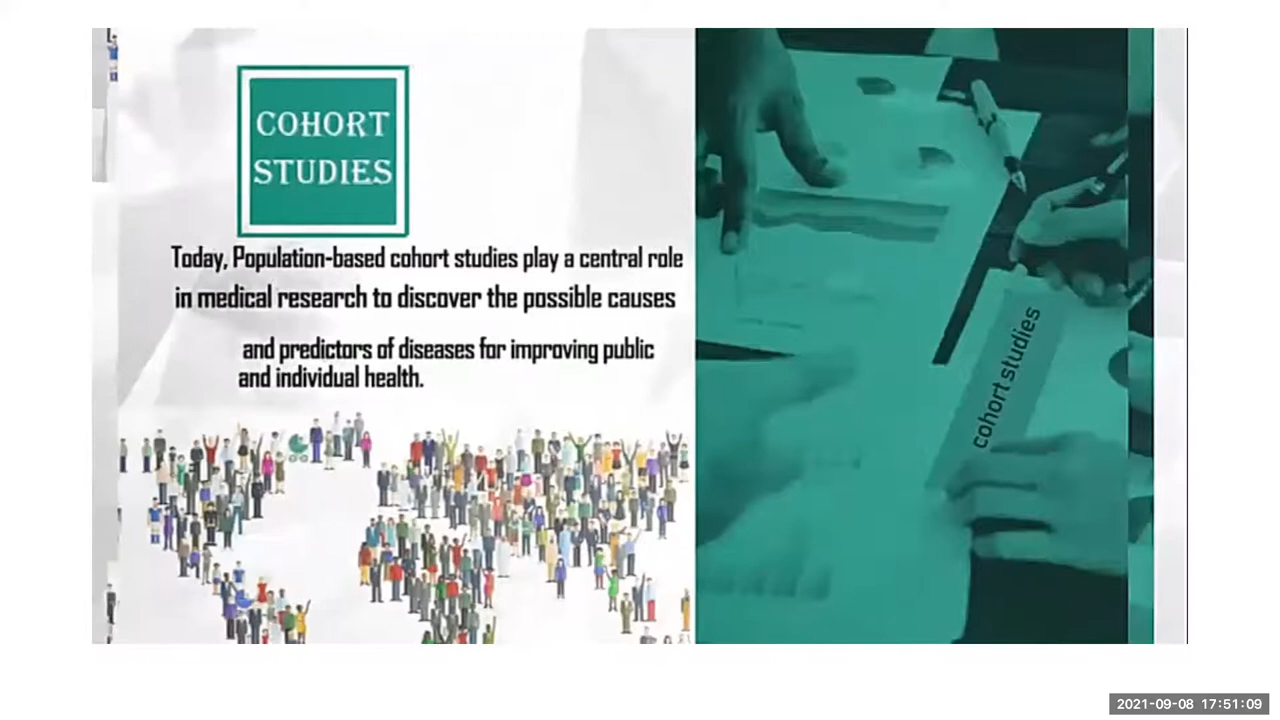 COHORT
STUDIES
Today, Population-based cohort studies play a central role
in medical research to discover the possible causes
and predictors of diseases for improving public
and individual health.
cohort studies
2021-09-08 17:51:09